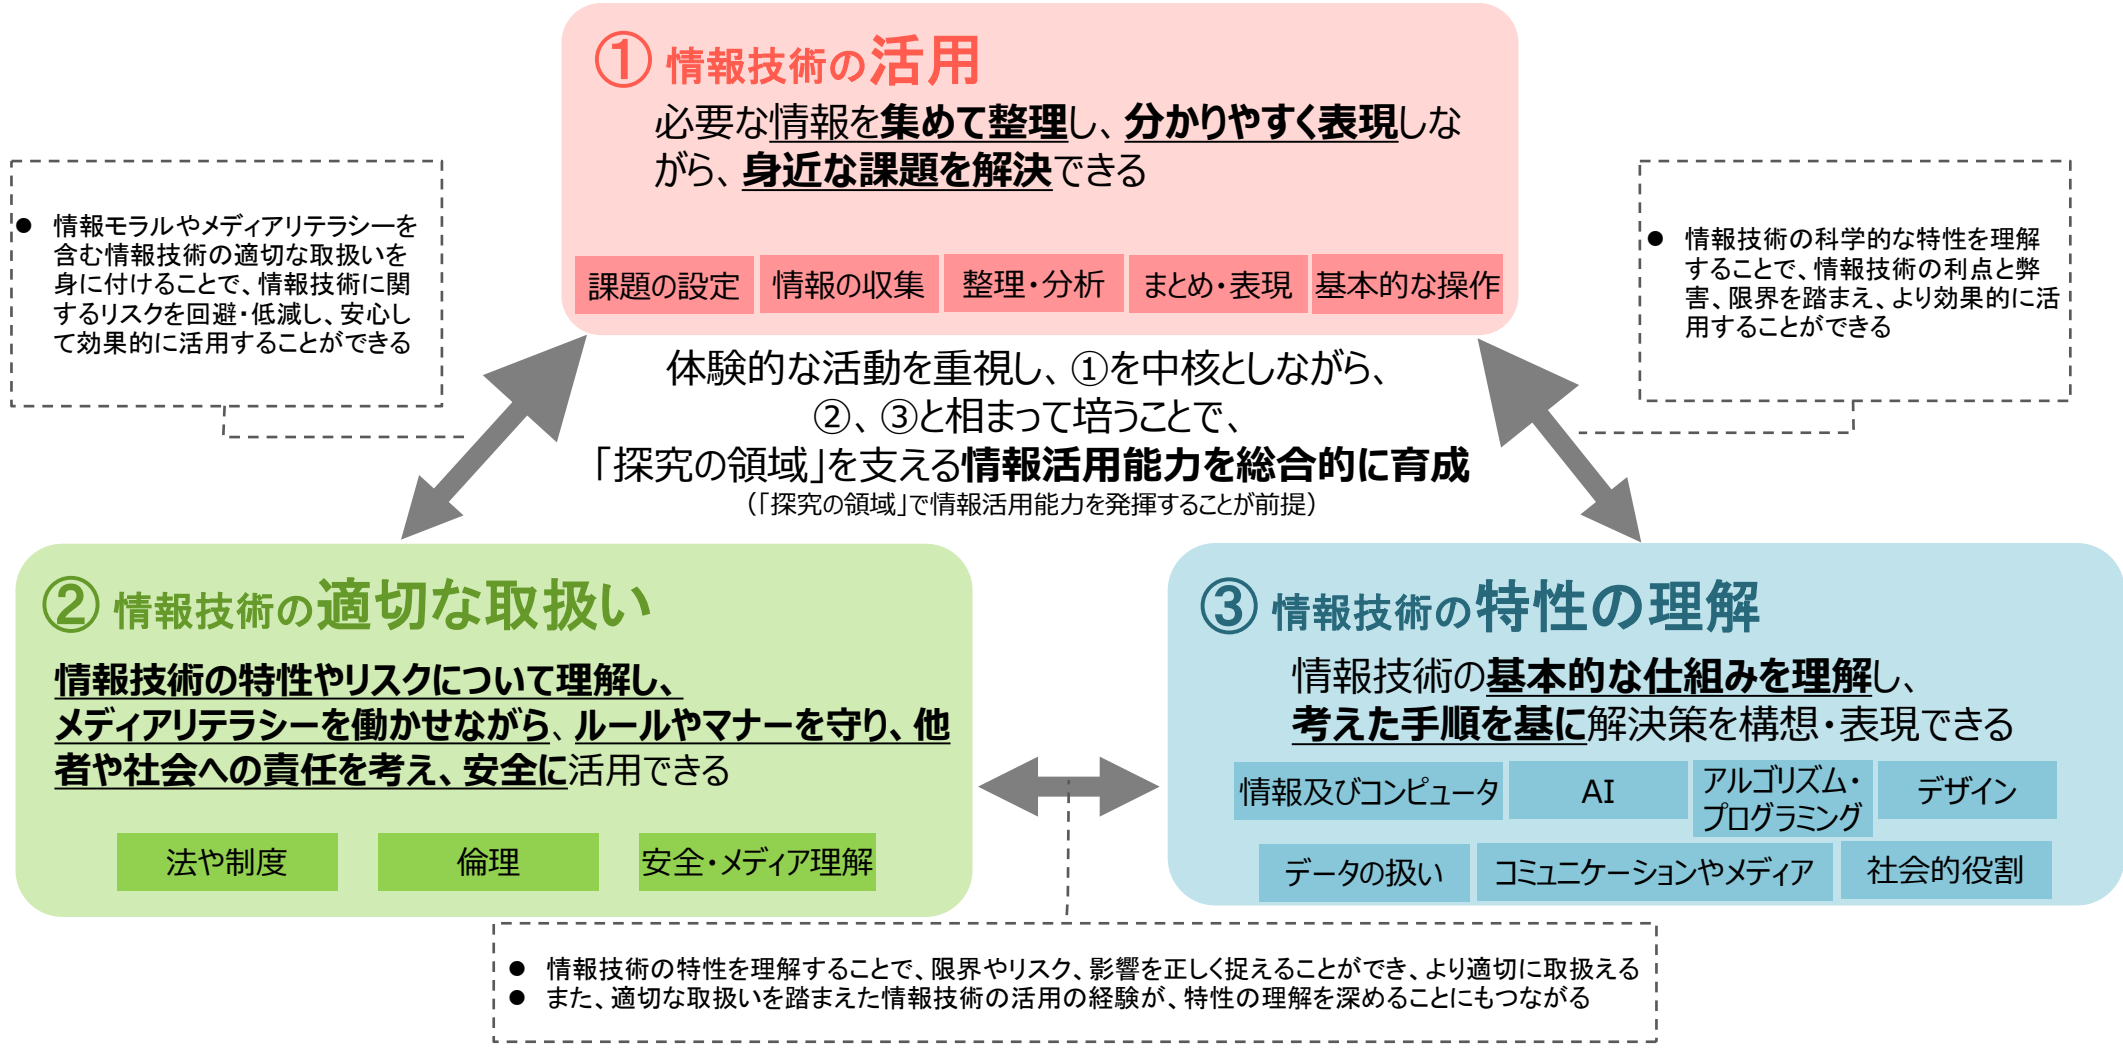 ① 情報技術の活用
必要な情報を集めて整理し、分かりやすく表現しな
がら、身近な課題を解決できる
課題の設定
情報の収集
整理・分析
まとめ・表現
基本的な操作
● 情報モラルやメディアリテラシーを
含む情報技術の適切な取扱いを
身に付けることで、情報技術に関
するリスクを回避・低減し、安心し
て効果的に活用することができる
● 情報技術の科学的な特性を理解
することで、情報技術の利点と弊
害、限界を踏まえ、より効果的に活
用することができる
体験的な活動を重視し、①を中核としながら、
②、③と相まって培うことで、
「探究の領域」を支える情報活用能力を総合的に育成
（「探究の領域」で情報活用能力を発揮することが前提）
② 情報技術の適切な取扱い
情報技術の特性やリスクについて理解し、
メディアリテラシーを働かせながら、ルールやマナーを守り、他
者や社会への責任を考え、安全に活用できる
法や制度
倫理
安全・メディア理解
③ 情報技術の特性の理解
情報技術の基本的な仕組みを理解し、
考えた手順を基に解決策を構想・表現できる
情報及びコンピュータ
AI
アルゴリズム・
プログラミング
デザイン
データの扱い
コミュニケーションやメディア
社会的役割
● 情報技術の特性を理解することで、限界やリスク、影響を正しく捉えることができ、より適切に取扱える
● また、適切な取扱いを踏まえた情報技術の活用の経験が、特性の理解を深めることにもつながる